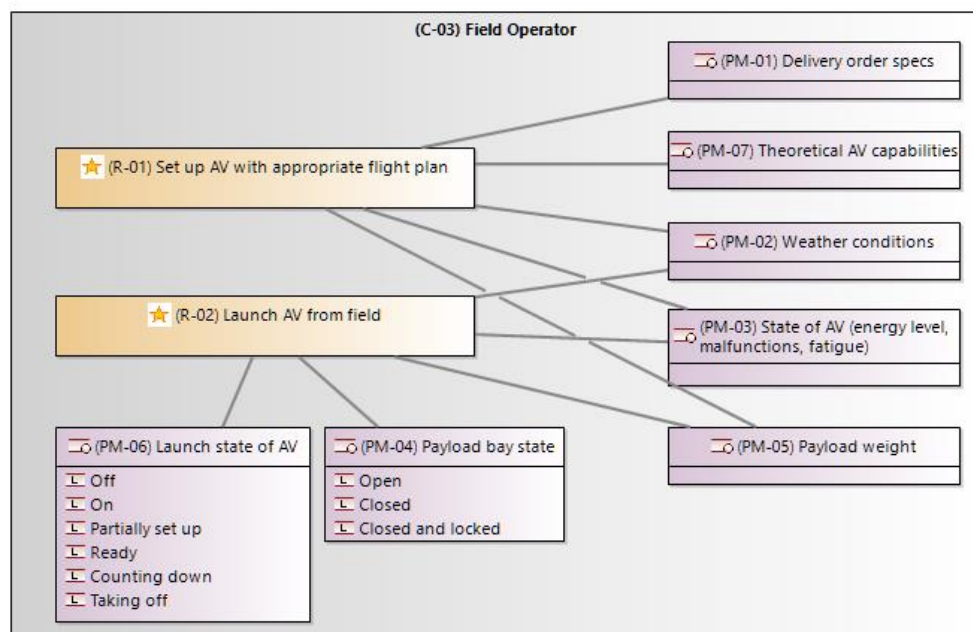 (C-03) Field Operator
(PM-01) Delivery order specs
(R-01) Set up AV with appropriate flight plan
(PM-07) Theoretical AV capabilities
(PM-02) Weather conditions
(R-02) Launch AV from field
(PM-03) State of AV (energy level,
malfunctions, fatigue)
(PM-06) Launch state of AV
L Off
L On
L Partially set up
L Ready
L Counting down
L Taking off
(PM-04) Payload bay state
L Open
L Closed
L Closed and locked
(PM-05) Payload weight